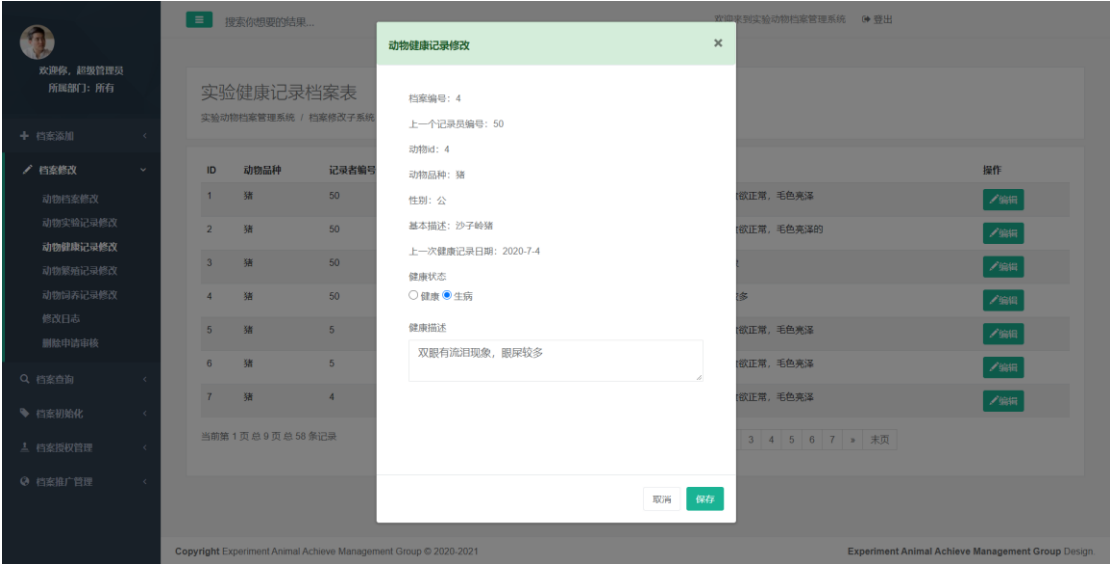 搜索你想要的结果...
欢迎来到实验动物档案管理系统 登出
欢迎你，超级管理员
所属部门：所有
档案添加
档案修改
动物档案修改
动物实验记录修改
动物健康记录修改
动物繁殖记录修改
动物饲养记录修改
修改日志
删除申请审核
档案查询
档案初始化
档案授权管理
档案推广管理
实验健康记录档案表
实验动物档案管理系统 / 档案修改子系统
ID 动物品种 记录者编号 操作
1 猪 50 欲正常，毛色亮泽 编辑
2 猪 50 欲正常，毛色亮泽的 编辑
3 猪 50 编辑
4 猪 50 多 编辑
5 猪 5 欲正常，毛色亮泽 编辑
6 猪 5 欲正常，毛色亮泽 编辑
7 猪 4 欲正常，毛色亮泽 编辑
当前第 1 页 总 9 页 总 58 条记录
3 4 5 6 7 » 末页
动物健康记录修改 ×
档案编号：4
上一个记录员编号：50
动物id：4
动物品种：猪
性别：公
基本描述：沙子岭猪
上一次健康记录日期：2020-7-4
健康状态
健康 生病
健康描述
双眼有流泪现象，眼屎较多
取消 保存
Copyright Experiment Animal Achieve Management Group © 2020-2021
Experiment Animal Achieve Management Group Design.